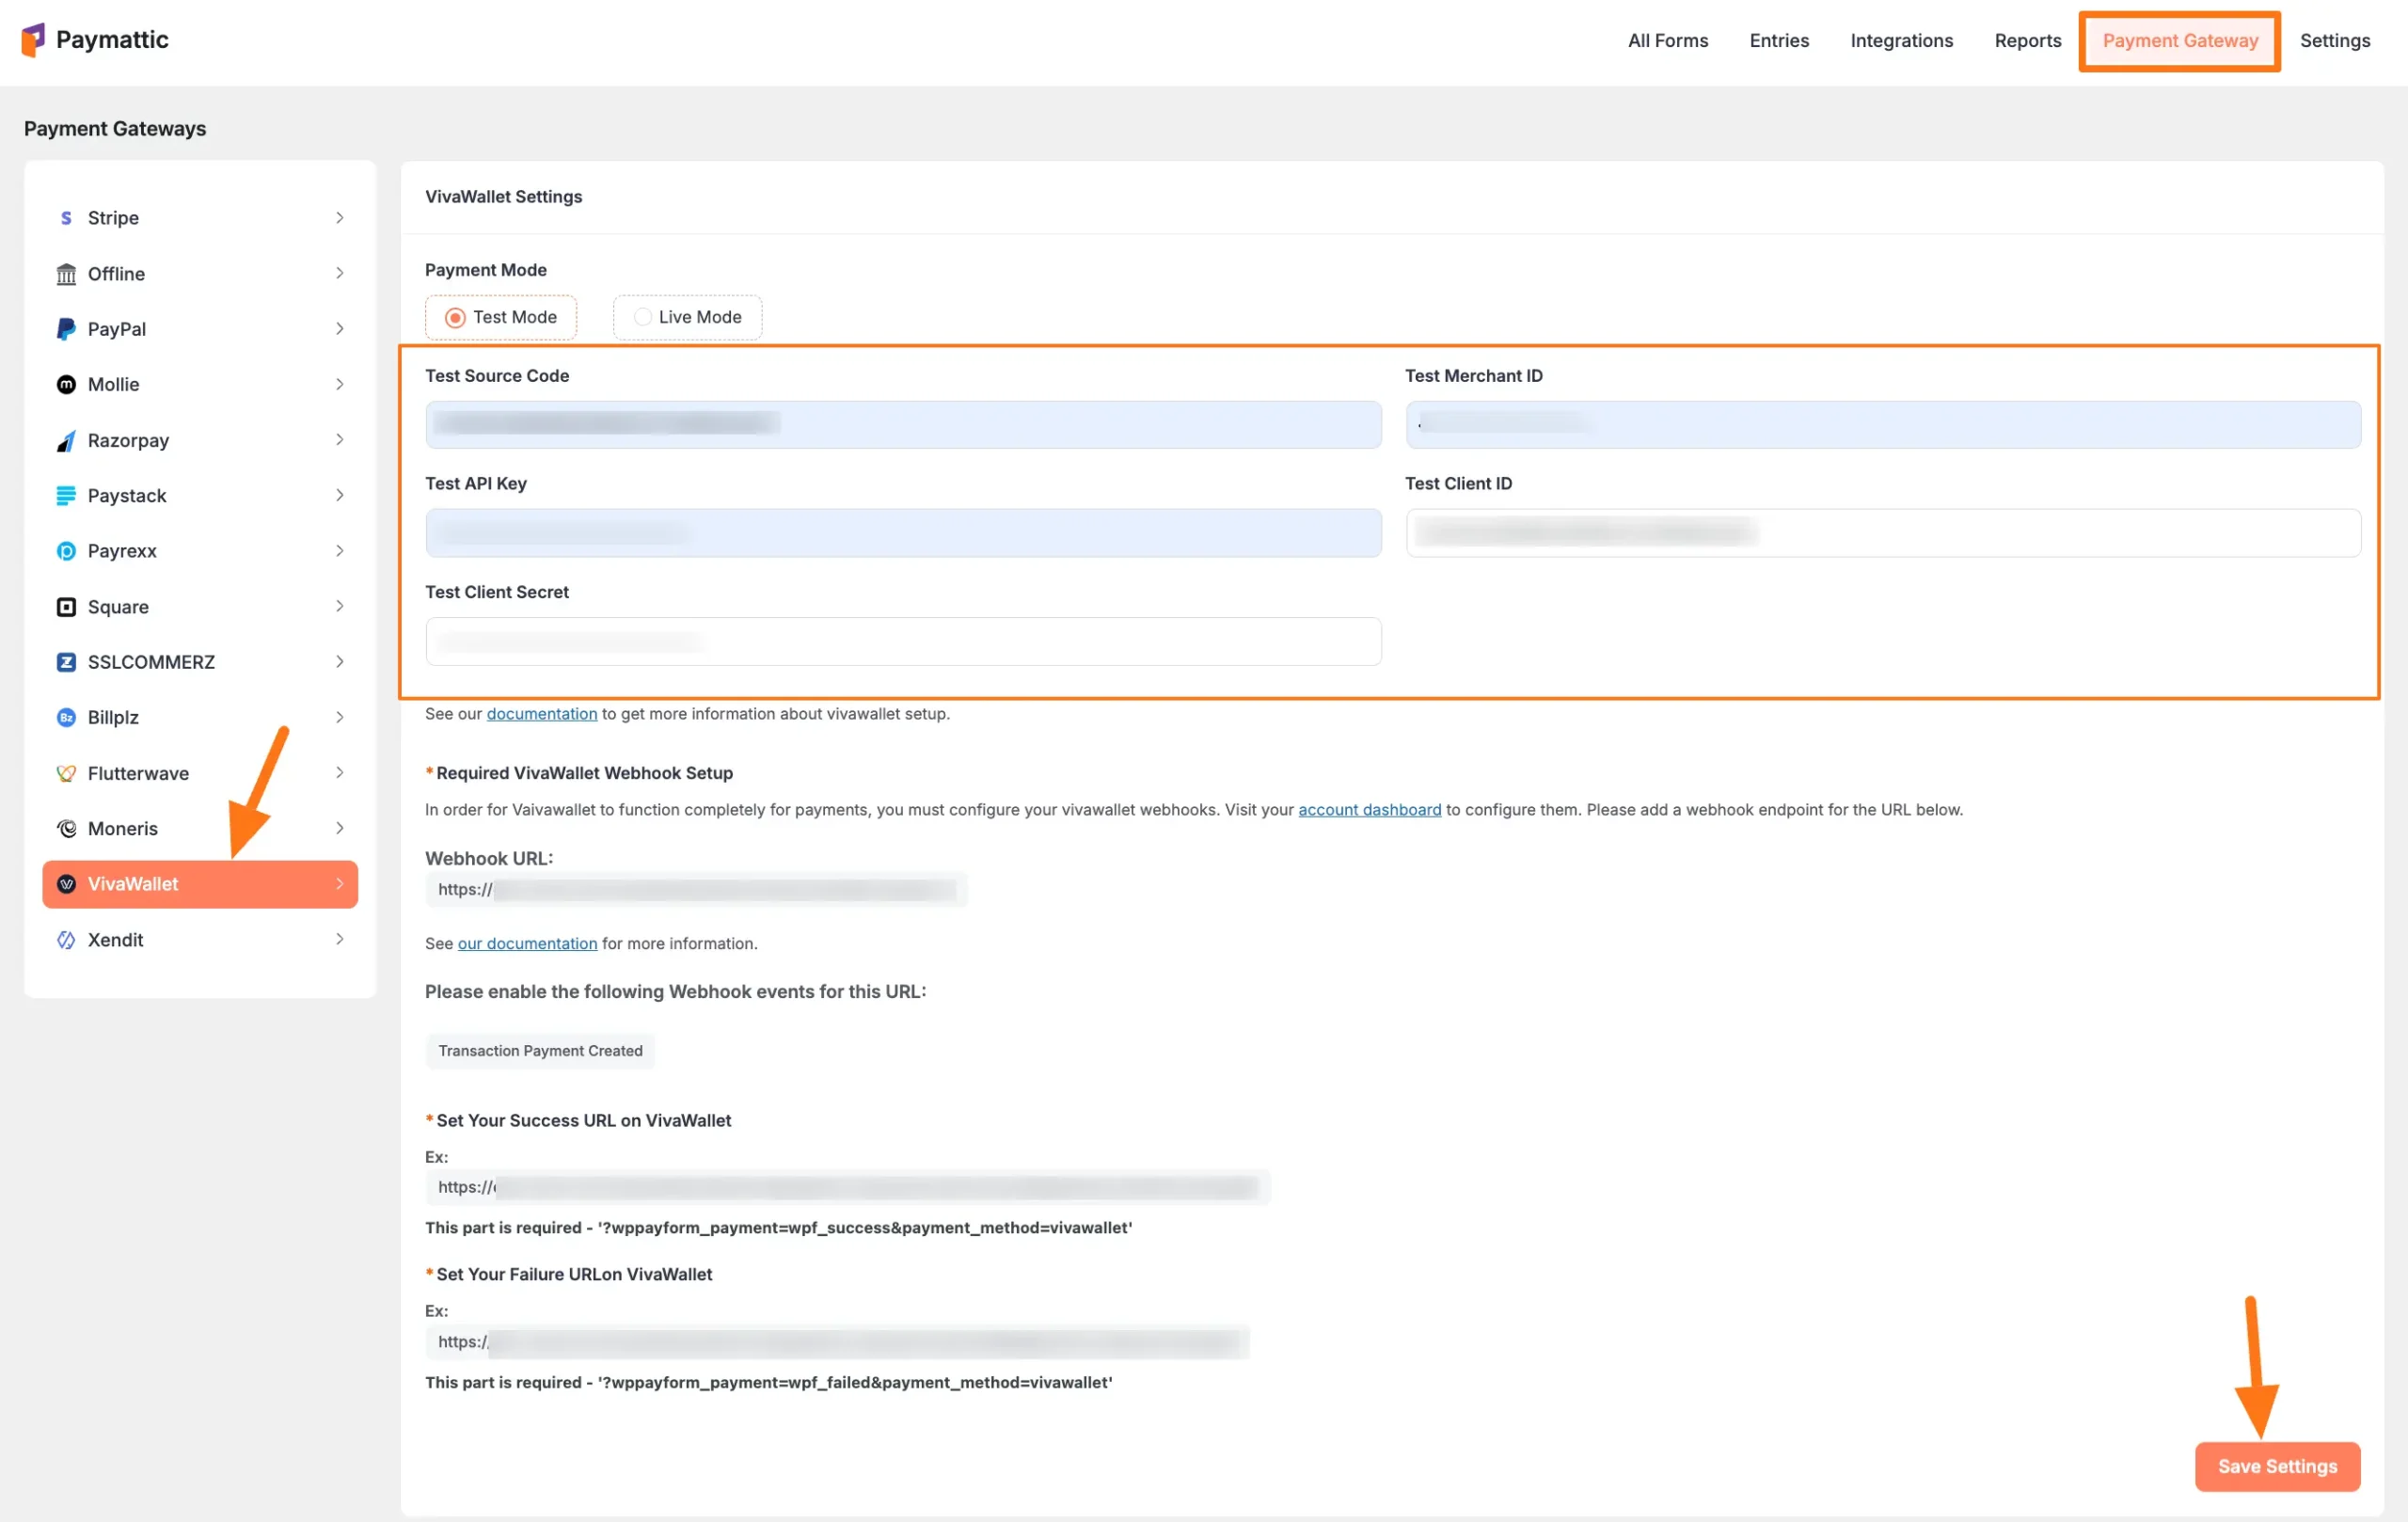 Paymattic
All Forms Entries Integrations Reports Payment Gateway Settings
Payment Gateways
Stripe
Offline
PayPal
Mollie
Razorpay
Paystack
Payrexx
Square
SSLCOMMERZ
Billplz
Flutterwave
Moneris
VivaWallet
Xendit
VivaWallet Settings
Payment Mode
Test Mode Live Mode
Test Source Code Test Merchant ID
Test API Key Test Client ID
Test Client Secret
See our documentation to get more information about vivawallet setup.
*Required VivaWallet Webhook Setup
In order for Vaivawallet to function completely for payments, you must configure your vivawallet webhooks. Visit your account dashboard to configure them. Please add a webhook endpoint for the URL below.
Webhook URL:
https://
See our documentation for more information.
Please enable the following Webhook events for this URL:
Transaction Payment Created
*Set Your Success URL on VivaWallet
Ex:
https://
This part is required - '?wppayform_payment=wpf_success&payment_method=vivawallet'
*Set Your Failure URLon VivaWallet
Ex:
https:/
This part is required - '?wppayform_payment=wpf_failed&payment_method=vivawallet'
Save Settings